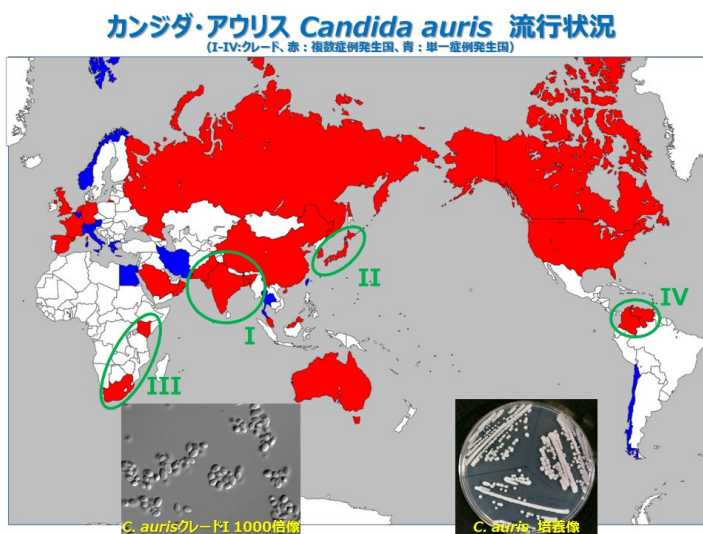 カンジダ・アウリス Candida auris 流行状況
(I-IV:クレード、赤：複数症例発生国、青：単一症例発生国)
II
I
IV
III
C. aurisクレードI 1000倍像
C. auris 培養像